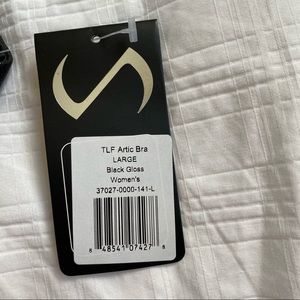 TLF Artic Bra
LARGE
Black Gloss
Women's
37027-0000-141-L
8 48541 07427 8